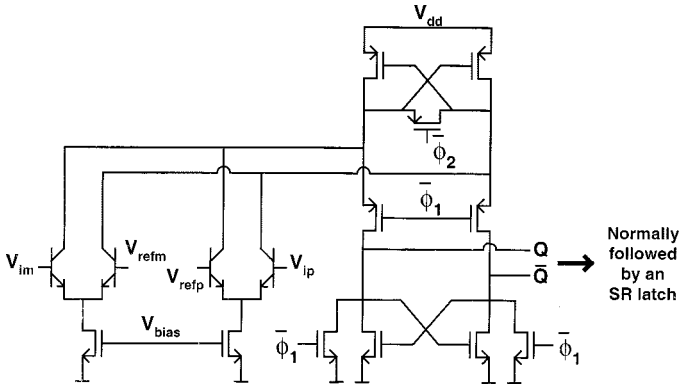 Vdd
φ̄2
φ̄1
Vim
Vrefm
Vrefp
Vip
Q
Q̄
Normally
followed
by an
SR latch
Vbias
φ̄1
φ̄1